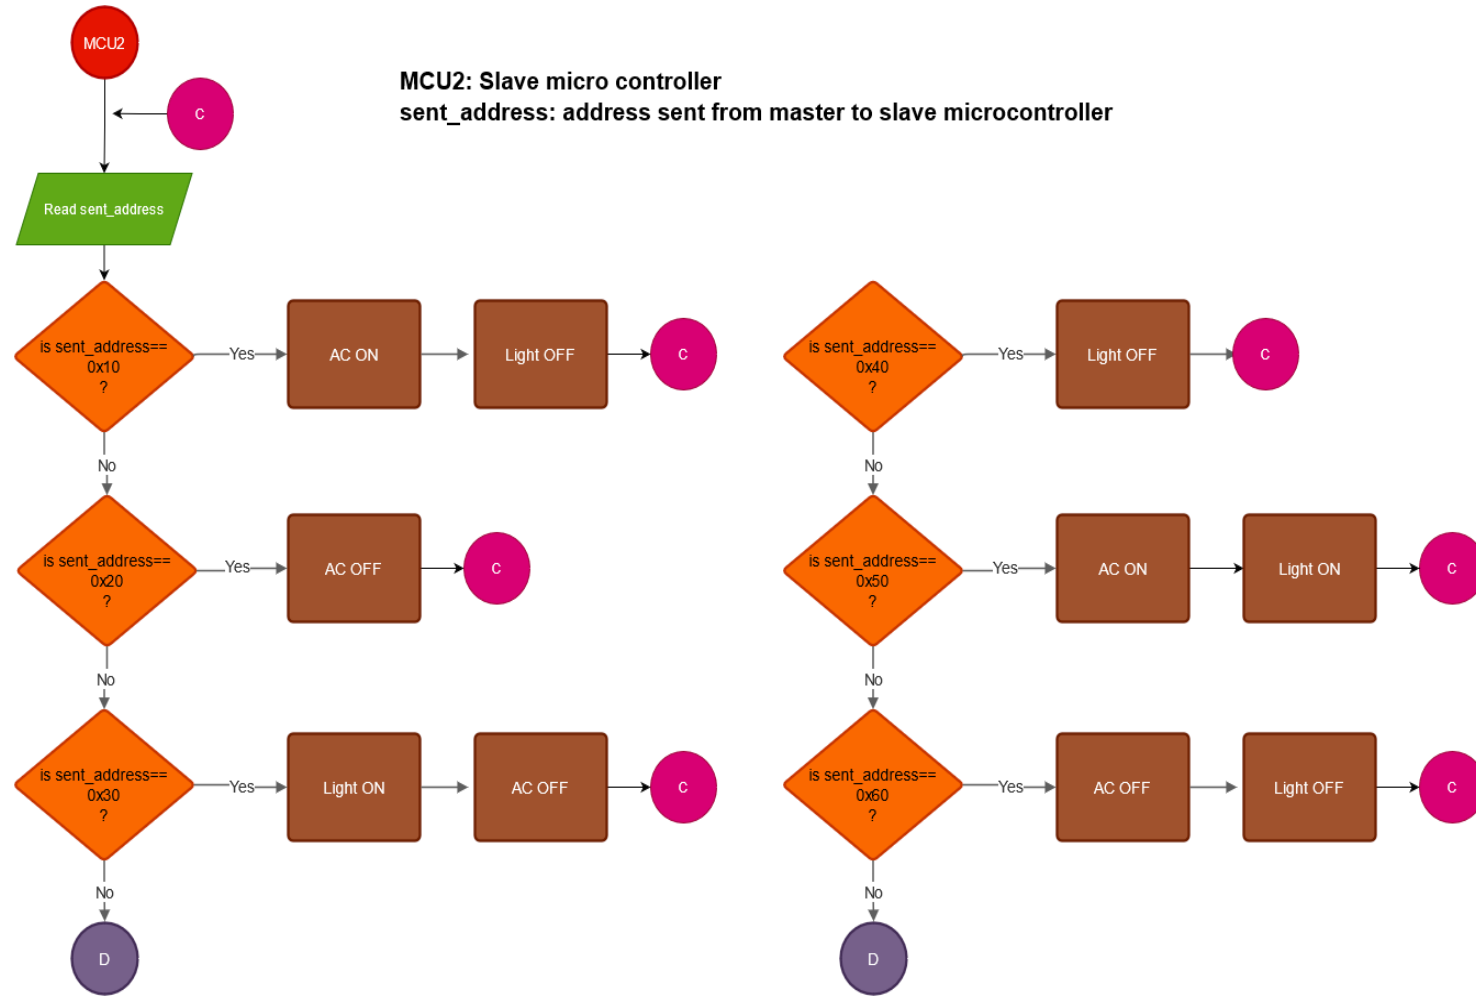 MCU2
MCU2: Slave micro controller
sent_address: address sent from master to slave microcontroller
C
Read sent_address
is sent_address==
0x10
?
Yes
AC ON
Light OFF
C
No
is sent_address==
0x20
?
Yes
AC OFF
C
No
is sent_address==
0x30
?
Yes
Light ON
AC OFF
C
No
D
is sent_address==
0x40
?
Yes
Light OFF
C
No
is sent_address==
0x50
?
Yes
AC ON
Light ON
C
No
is sent_address==
0x60
?
Yes
AC OFF
Light OFF
C
No
D